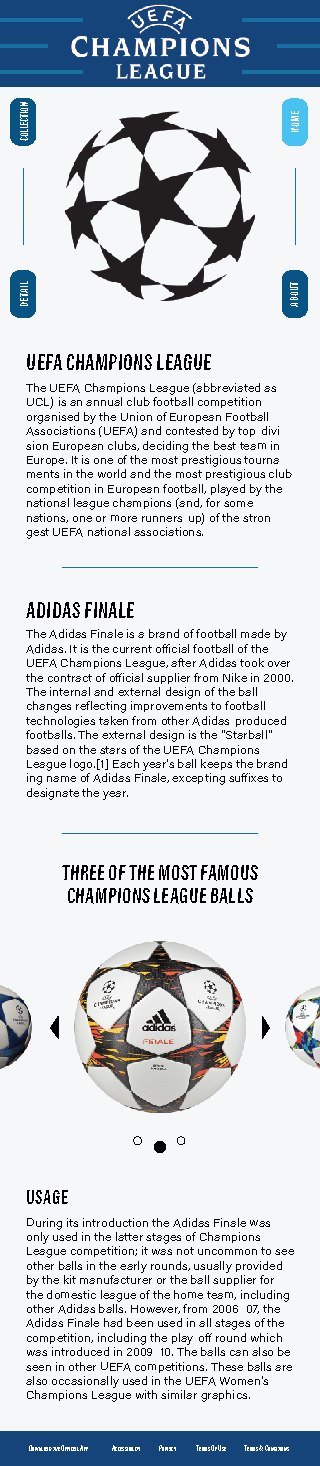 UEFA
CHAMPIONS
LEAGUE
COLLECTION
HOME
DETAIL
ABOUT
UEFA CHAMPIONS LEAGUE
The UEFA Champions League (abbreviated as
UCL) is an annual club football competition
organised by the Union of European Football
Associations (UEFA) and contested by top divi
sion European clubs, deciding the best team in
Europe. It is one of the most prestigious tourna
ments in the world and the most prestigious club
competition in European football, played by the
national league champions (and, for some
nations, one or more runners up) of the stron
gest UEFA national associations.
ADIDAS FINALE
The Adidas Finale is a brand of football made by
Adidas. It is the current official football of the
UEFA Champions League, after Adidas took over
the contract of official supplier from Nike in 2000.
The internal and external design of the ball
changes reflecting improvements to football
technologies taken from other Adidas produced
footballs. The external design is the "Starball"
based on the stars of the UEFA Champions
League logo.[1] Each year's ball keeps the brand
ing name of Adidas Finale, excepting suffixes to
designate the year.
THREE OF THE MOST FAMOUS
CHAMPIONS LEAGUE BALLS
adidas
FINALE
USAGE
During its introduction the Adidas Finale was
only used in the latter stages of Champions
League competition; it was not uncommon to see
other balls in the early rounds, usually provided
by the kit manufacturer or the ball supplier for
the domestic league of the home team, including
other Adidas balls. However, from 2006 07, the
Adidas Finale had been used in all stages of the
competition, including the play off round which
was introduced in 2009 10. The balls can also be
seen in other UEFA competitions. These balls are
also occasionally used in the UEFA Women's
Champions League with similar graphics.
Download Our Official App
Accessibility
Privacy
Terms Of Use
Terms & Conditions